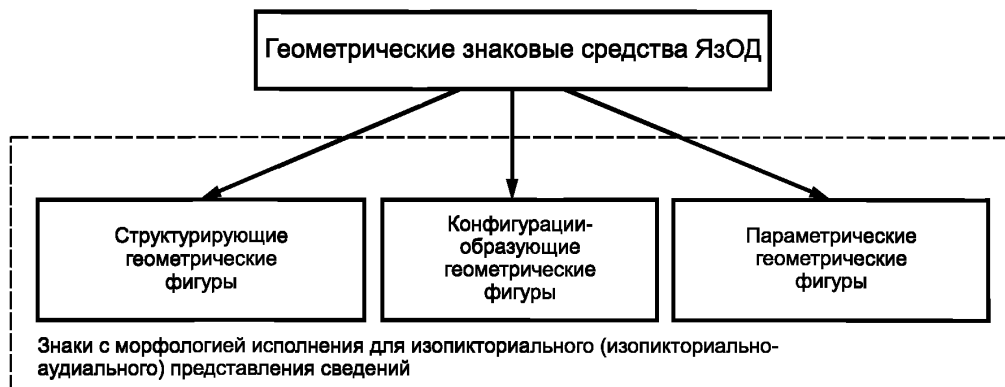 Геометрические знаковые средства ЯзОД
Структурирующие
геометрические
фигуры
Конфигурации-
образующие
геометрические
фигуры
Параметрические
геометрические
фигуры
Знаки с морфологией исполнения для изопикториального (изопикториально-
аудиального) представления сведений